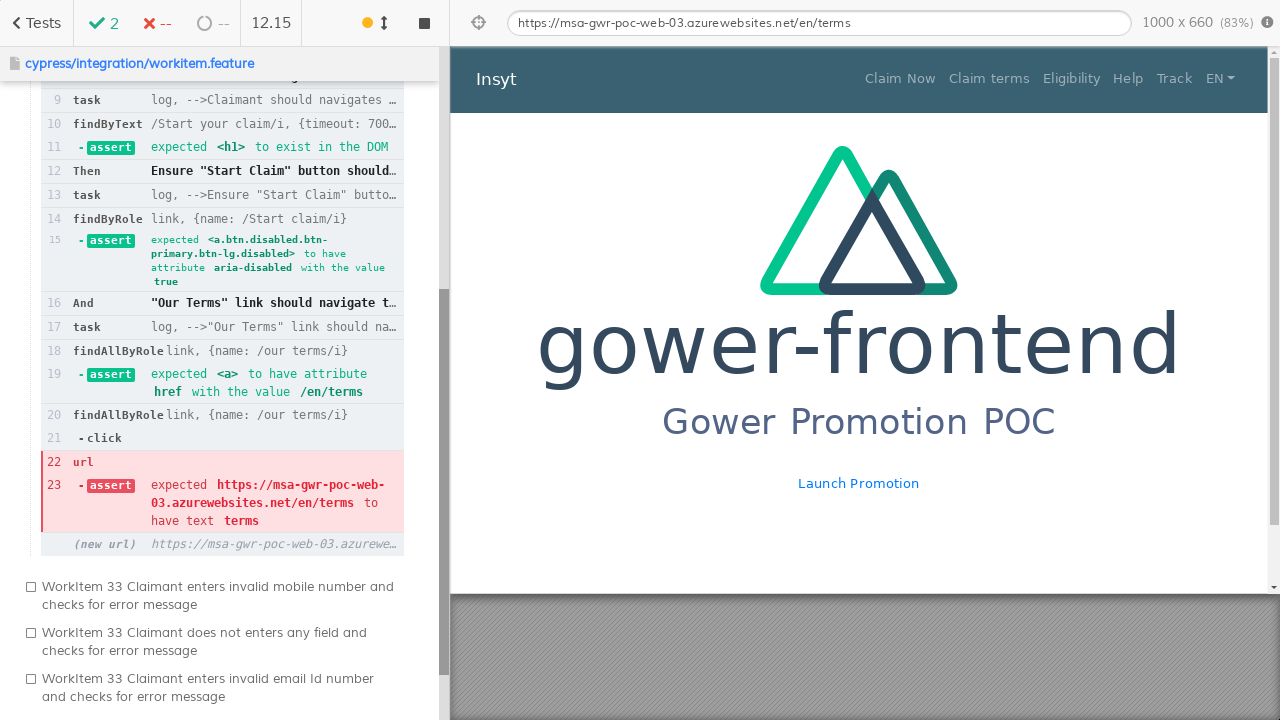 Tests
2
--
--
12.15
cypress/integration/workitem.feature
9 task log, -->Claimant should navigates …
10 findByText /Start your claim/i, {timeout: 700…
11 -assert expected <h1> to exist in the DOM
12 Then Ensure "Start Claim" button should…
13 task log, -->Ensure "Start Claim" butto…
14 findByRole link, {name: /Start claim/i}
15 -assert expected <a.btn.disabled.btn-
primary.btn-lg.disabled> to have
attribute aria-disabled with the value
true
16 And "Our Terms" link should navigate t…
17 task log, -->"Our Terms" link should na…
18 findAllByRole link, {name: /our terms/i}
19 -assert expected <a> to have attribute
href with the value /en/terms
20 findAllByRole link, {name: /our terms/i}
21 -click
22 url
23 -assert expected https://msa-gwr-poc-web-
03.azurewebsites.net/en/terms to
have text terms
(new url) https://msa-gwr-poc-web-03.azurewe…
WorkItem 33 Claimant enters invalid mobile number and
checks for error message
WorkItem 33 Claimant does not enters any field and
checks for error message
WorkItem 33 Claimant enters invalid email Id number
and checks for error message
https://msa-gwr-poc-web-03.azurewebsites.net/en/terms
1000 x 660 (83%)
Insyt
Claim Now Claim terms Eligibility Help Track EN
gower-frontend
Gower Promotion POC
Launch Promotion